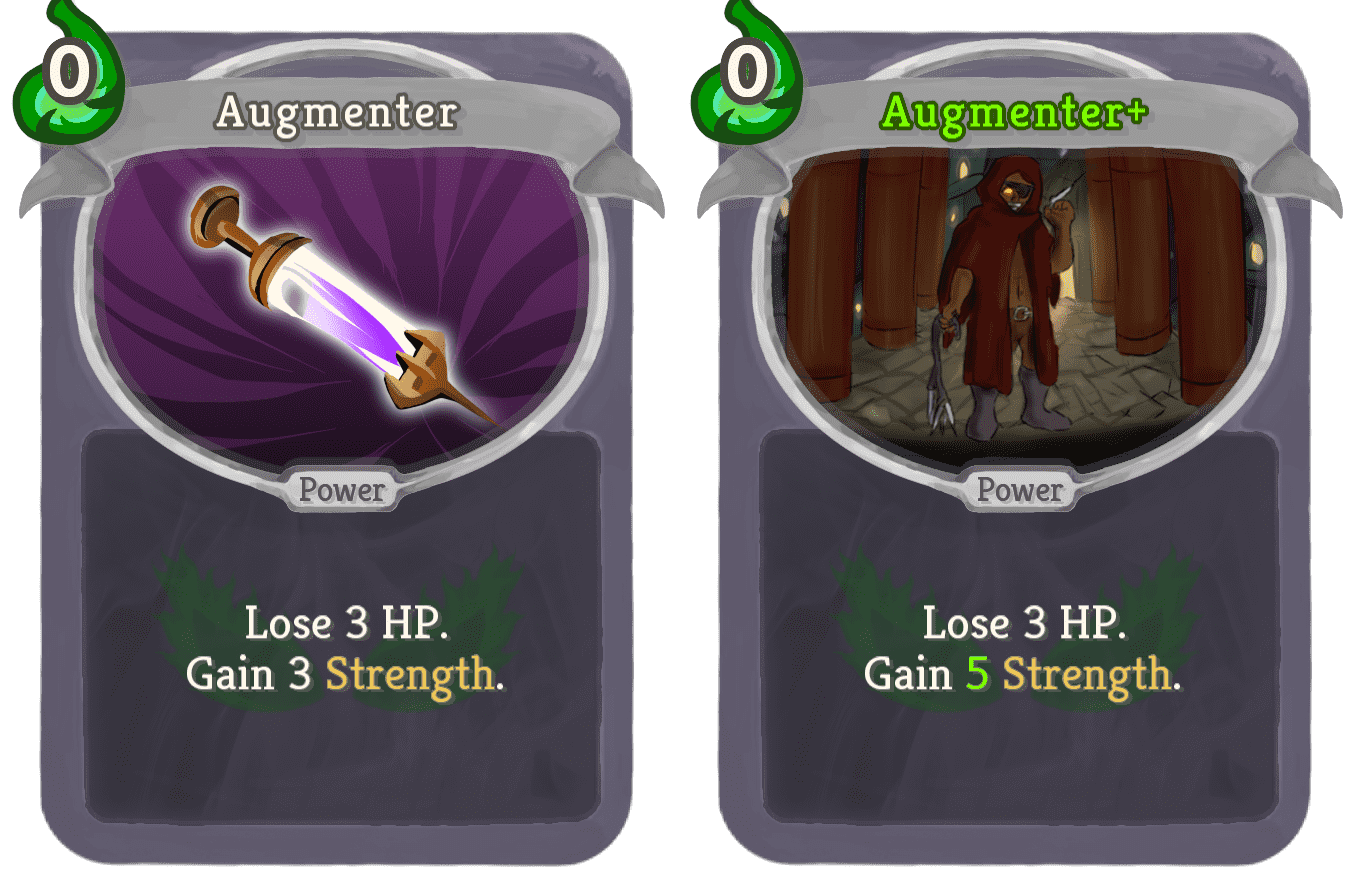 0
Augmenter
Power
Lose 3 HP.
Gain 3 Strength.
0
Augmenter+
Power
Lose 3 HP.
Gain 5 Strength.